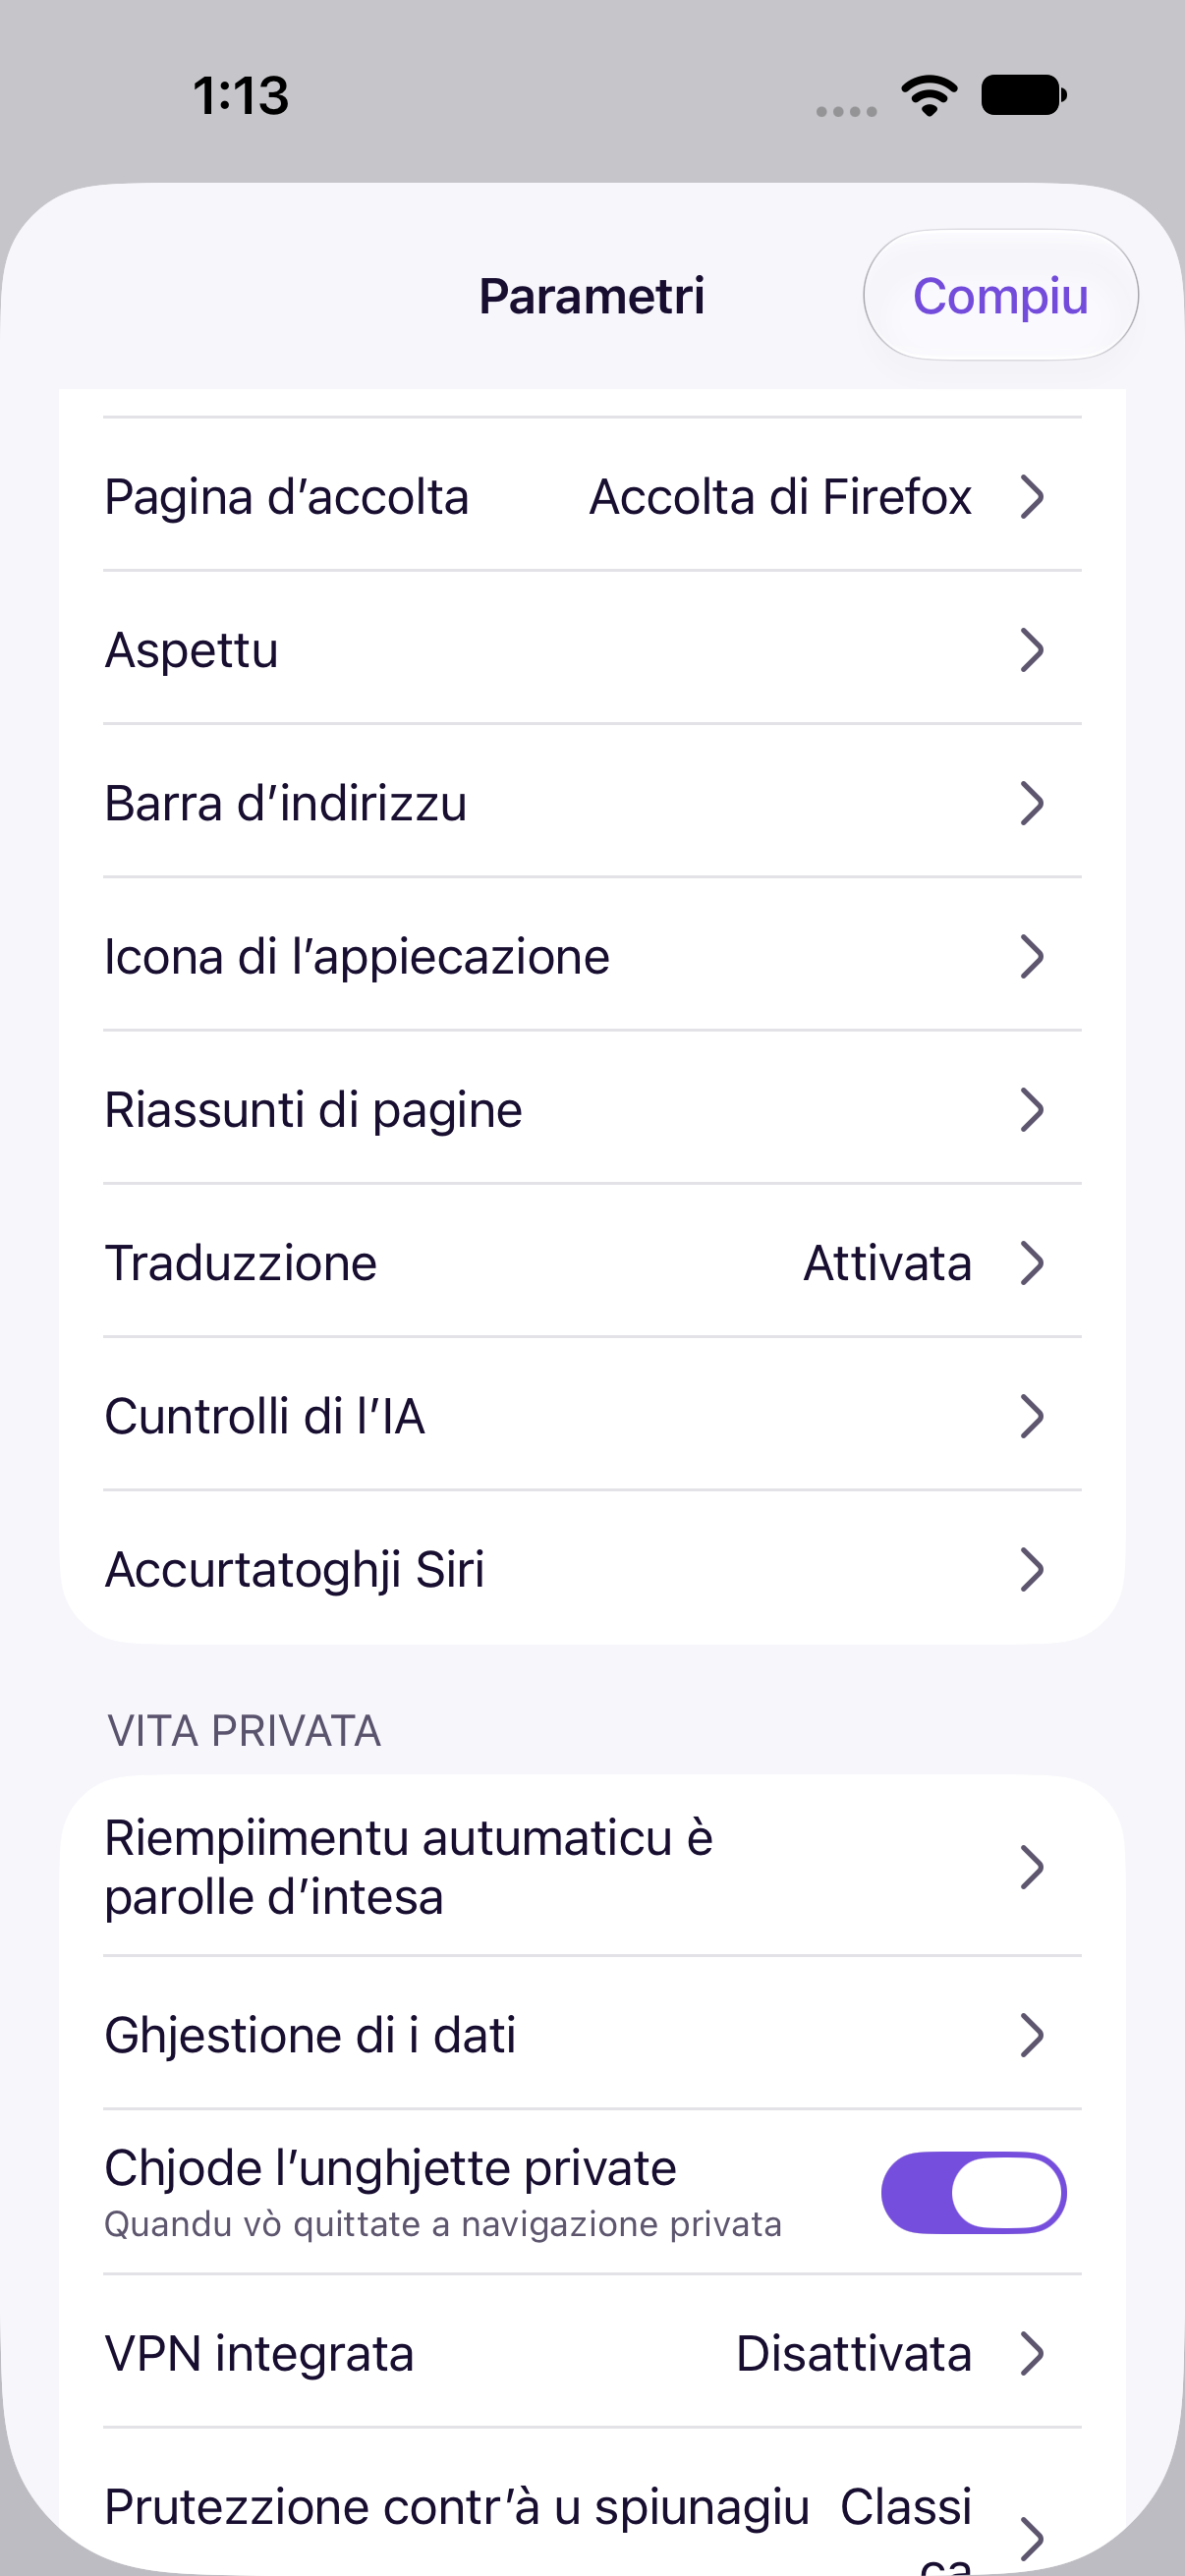 1:13
Parametri
Compiu
Pagina d’accolta
Accolta di Firefox
Aspettu
Barra d’indirizzu
Icona di l’appiecazione
Riassunti di pagine
Traduzzione
Attivata
Cuntrolli di l’IA
Accurtatoghji Siri
VITA PRIVATA
Riempiimentu autumaticu è
parolle d’intesa
Ghjestione di i dati
Chjode l’unghjette private
Quandu vò quittate a navigazione privata
VPN integrata
Disattivata
Prutezzione contr’à u spiunagiu
Classi
ca